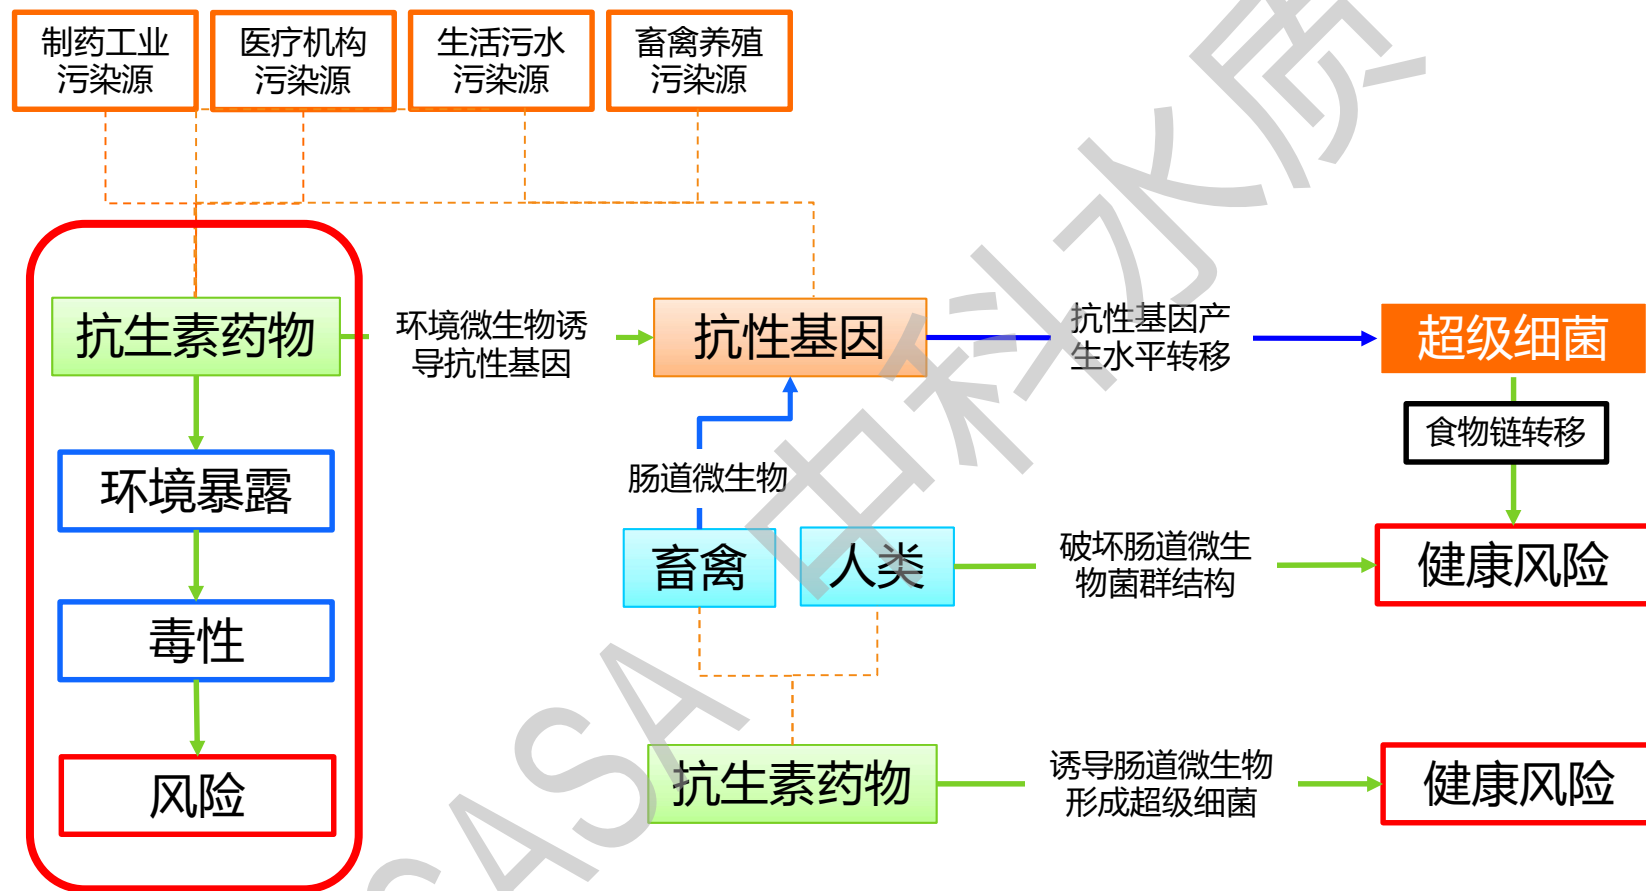 制药工业
污染源
医疗机构
污染源
生活污水
污染源
畜禽养殖
污染源
抗生素药物
环境微生物诱
导抗性基因
抗性基因
抗性基因产
生水平转移
超级细菌
食物链转移
环境暴露
肠道微生物
畜禽
人类
破坏肠道微生
物菌群结构
健康风险
毒性
风险
抗生素药物
诱导肠道微生物
形成超级细菌
健康风险
CASA 中科水质